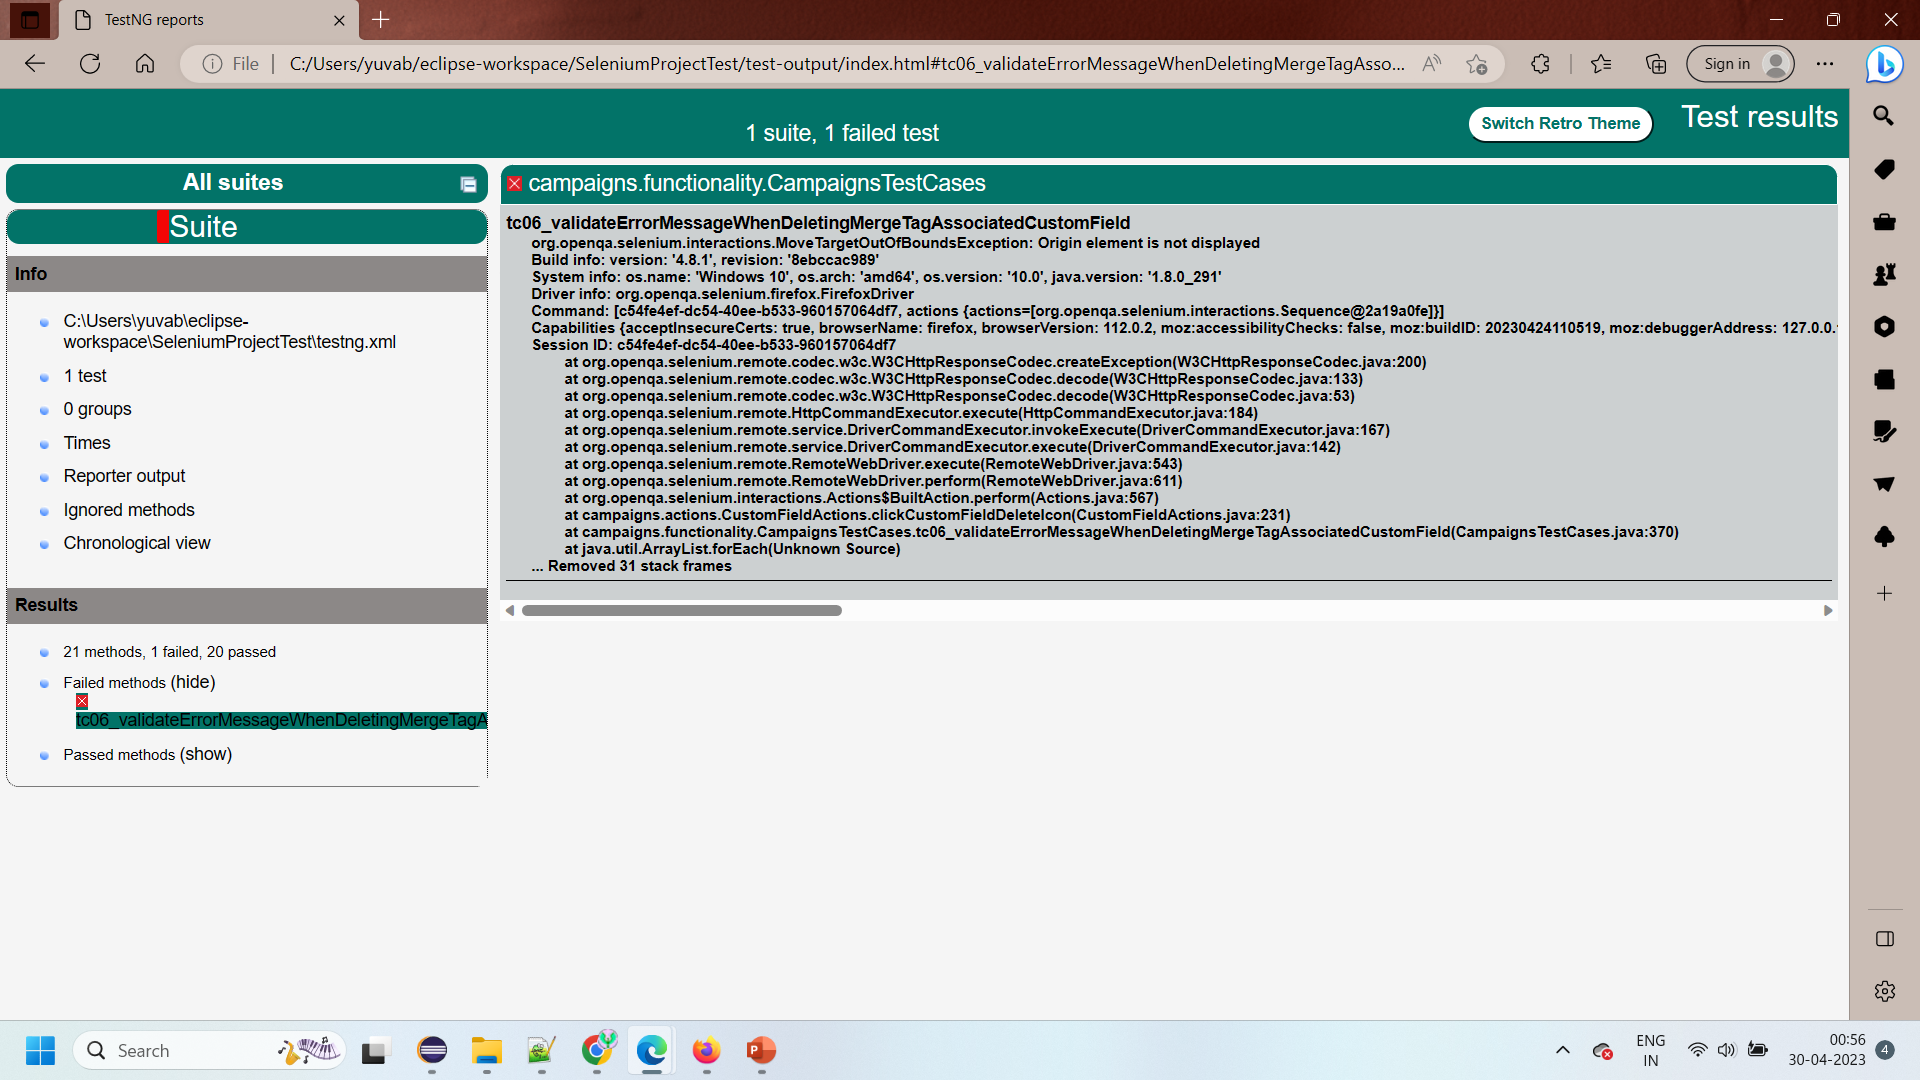 TestNG reports
File
C:/Users/yuvab/eclipse-workspace/SeleniumProjectTest/test-output/index.html#tc06_validateErrorMessageWhenDeletingMergeTagAsso...
Sign in
1 suite, 1 failed test
Switch Retro Theme
Test results
All suites
Suite
Info
C:\Users\yuvab\eclipse-
workspace\SeleniumProjectTest\testng.xml
1 test
0 groups
Times
Reporter output
Ignored methods
Chronological view
Results
21 methods, 1 failed, 20 passed
Failed methods (hide)
tc06_validateErrorMessageWhenDeletingMergeTagA
Passed methods (show)
campaigns.functionality.CampaignsTestCases
tc06_validateErrorMessageWhenDeletingMergeTagAssociatedCustomField
org.openqa.selenium.interactions.MoveTargetOutOfBoundsException: Origin element is not displayed
Build info: version: '4.8.1', revision: '8ebccac989'
System info: os.name: 'Windows 10', os.arch: 'amd64', os.version: '10.0', java.version: '1.8.0_291'
Driver info: org.openqa.selenium.firefox.FirefoxDriver
Command: [c54fe4ef-dc54-40ee-b533-960157064df7, actions {actions=[org.openqa.selenium.interactions.Sequence@2a19a0fe]}]
Capabilities {acceptInsecureCerts: true, browserName: firefox, browserVersion: 112.0.2, moz:accessibilityChecks: false, moz:buildID: 20230424110519, moz:debuggerAddress: 127.0.0.
Session ID: c54fe4ef-dc54-40ee-b533-960157064df7
at org.openqa.selenium.remote.codec.w3c.W3CHttpResponseCodec.createException(W3CHttpResponseCodec.java:200)
at org.openqa.selenium.remote.codec.w3c.W3CHttpResponseCodec.decode(W3CHttpResponseCodec.java:133)
at org.openqa.selenium.remote.codec.w3c.W3CHttpResponseCodec.decode(W3CHttpResponseCodec.java:53)
at org.openqa.selenium.remote.HttpCommandExecutor.execute(HttpCommandExecutor.java:184)
at org.openqa.selenium.remote.service.DriverCommandExecutor.invokeExecute(DriverCommandExecutor.java:167)
at org.openqa.selenium.remote.service.DriverCommandExecutor.execute(DriverCommandExecutor.java:142)
at org.openqa.selenium.remote.RemoteWebDriver.execute(RemoteWebDriver.java:543)
at org.openqa.selenium.remote.RemoteWebDriver.perform(RemoteWebDriver.java:611)
at org.openqa.selenium.interactions.Actions$BuiltAction.perform(Actions.java:567)
at campaigns.actions.CustomFieldActions.clickCustomFieldDeleteIcon(CustomFieldActions.java:231)
at campaigns.functionality.CampaignsTestCases.tc06_validateErrorMessageWhenDeletingMergeTagAssociatedCustomField(CampaignsTestCases.java:370)
at java.util.ArrayList.forEach(Unknown Source)
... Removed 31 stack frames
Search
ENG
IN
00:56
30-04-2023
4